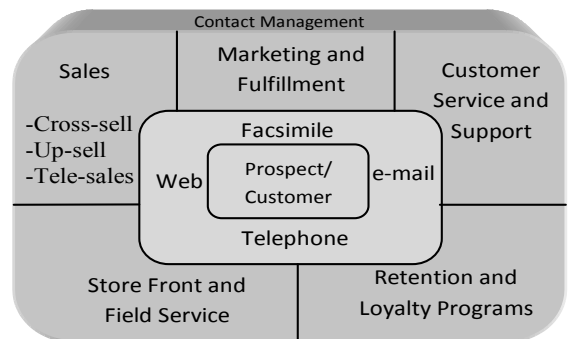 Contact Management
Sales
-Cross-sell
-Up-sell
-Tele-sales
Marketing and
Fulfillment
Customer
Service and
Support
Facsimile
Web
Prospect/
Customer
e-mail
Telephone
Store Front and
Field Service
Retention and
Loyalty Programs